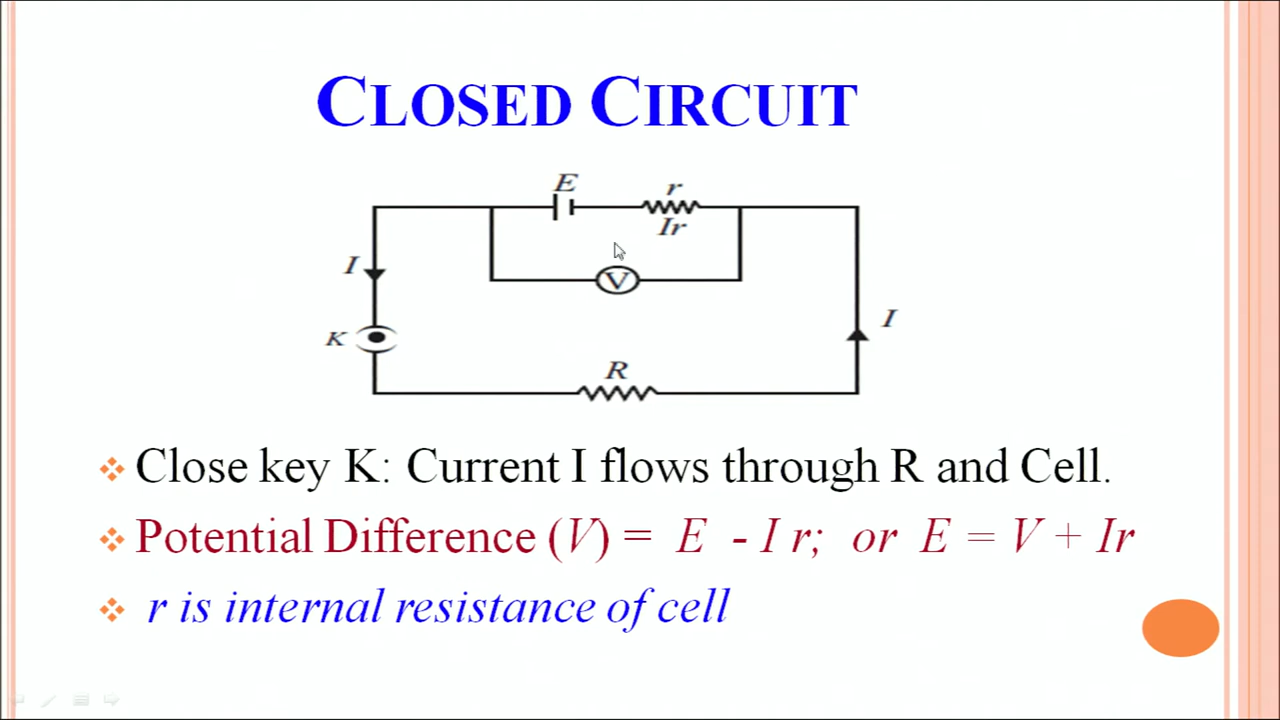 CLOSED CIRCUIT
E
r
Ir
I
V
K
I
R
Close key K: Current I flows through R and Cell.
Potential Difference (V) = E - I r; or E = V + Ir
r is internal resistance of cell